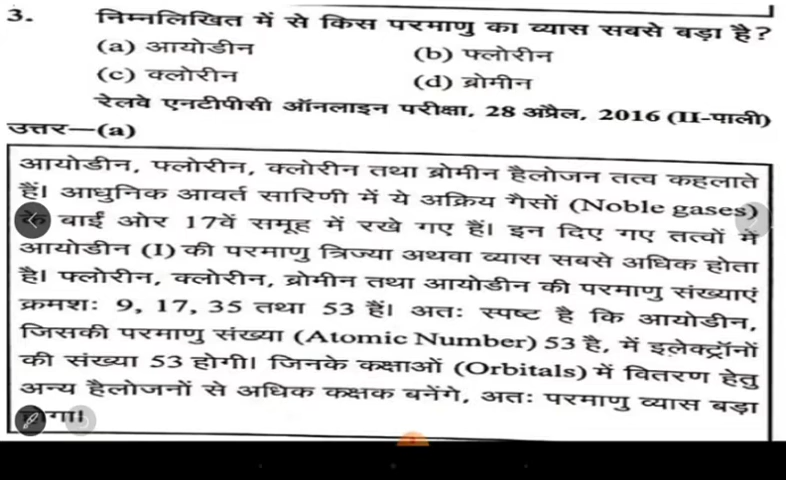 3. निम्नलिखित में से किस परमाणु का व्यास सबसे बड़ा है?
(a) आयोडीन (b) फ्लोरीन
(c) क्लोरीन (d) ब्रोमीन
रेलवे एनटीपीसी ऑनलाइन परीक्षा, 28 अप्रैल, 2016 (II-पाली)
उत्तर—(a)
आयोडीन, फ्लोरीन, क्लोरीन तथा ब्रोमीन हैलोजन तत्व कहलाते
हैं। आधुनिक आवर्त सारिणी में ये अक्रिय गैसों (Noble gases)
के बाईं ओर 17वें समूह में रखे गए हैं। इन दिए गए तत्वों में
आयोडीन (I) की परमाणु त्रिज्या अथवा व्यास सबसे अधिक होता
है। फ्लोरीन, क्लोरीन, ब्रोमीन तथा आयोडीन की परमाणु संख्याएं
क्रमशः 9, 17, 35 तथा 53 हैं। अतः स्पष्ट है कि आयोडीन,
जिसकी परमाणु संख्या (Atomic Number) 53 है, में इलेक्ट्रॉनों
की संख्या 53 होगी। जिनके कक्षाओं (Orbitals) में वितरण हेतु
अन्य हैलोजनों से अधिक कक्षक बनेंगे, अतः परमाणु व्यास बड़ा